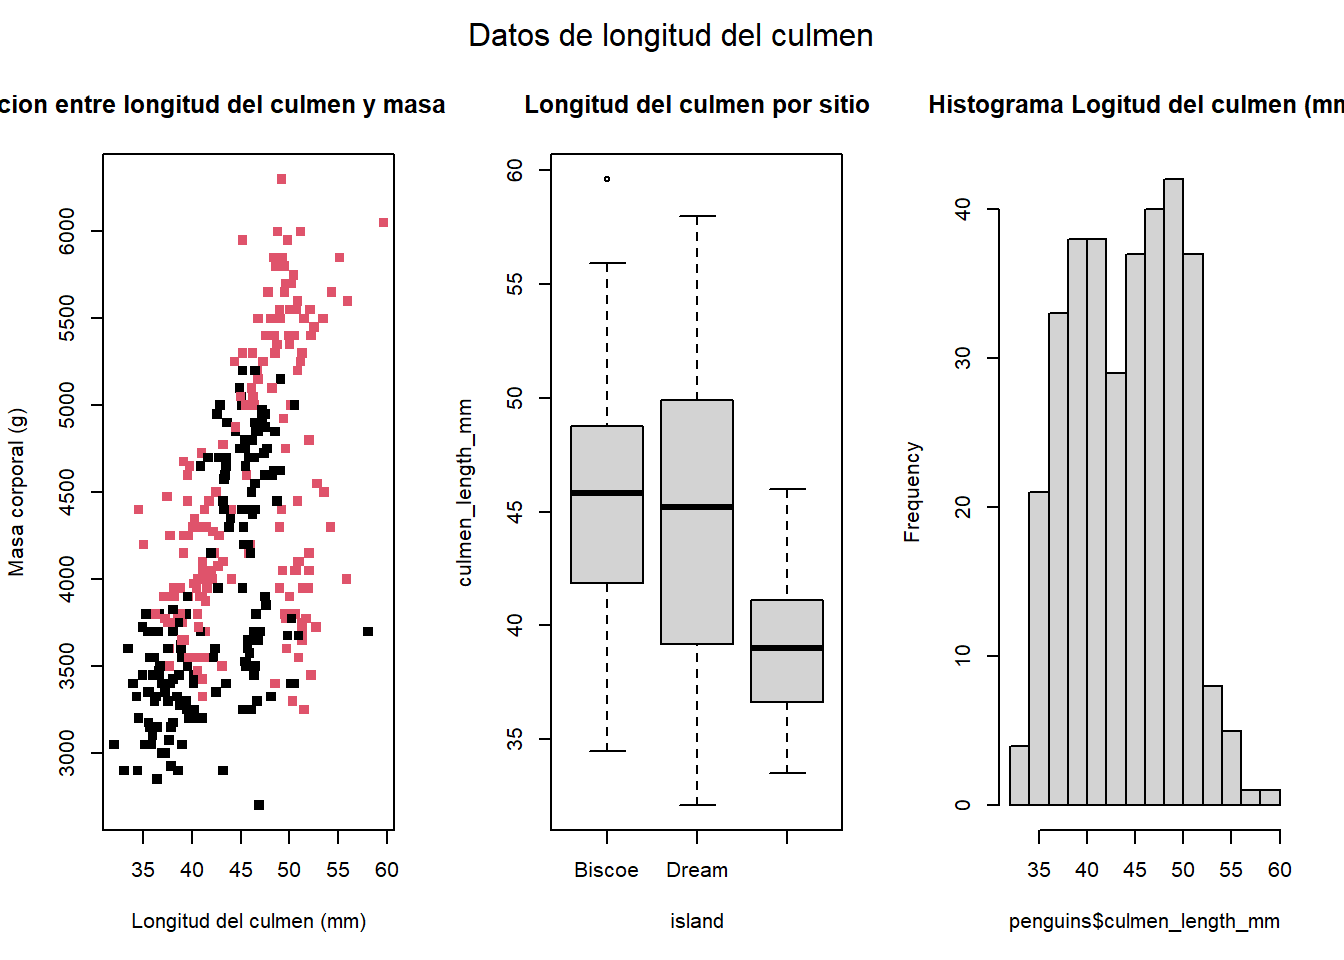 Datos de longitud del culmen
cion entre longitud del culmen y masa
Masa corporal (g)
6000
5500
5000
4500
4000
3500
3000
35 40 45 50 55 60
Longitud del culmen (mm)
Longitud del culmen por sitio
culmen_length_mm
60
55
50
45
40
35
Biscoe Dream
island
Histograma Logitud del culmen (mm
Frequency
40
30
20
10
0
35 40 45 50 55 60
penguins$culmen_length_mm